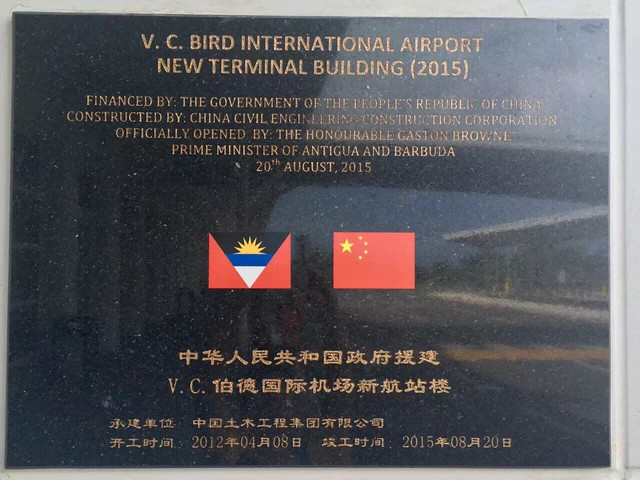 V. C. BIRD INTERNATIONAL AIRPORT
NEW TERMINAL BUILDING (2015)
FINANCED BY: THE GOVERNMENT OF THE PEOPLE'S REPUBLIC OF CHINA
CONSTRUCTED BY: CHINA CIVIL ENGINEERING CONSTRUCTION CORPORATION
OFFICIALLY OPENED BY: THE HONOURABLE GASTON BROWNE
PRIME MINISTER OF ANTIGUA AND BARBUDA
20th AUGUST, 2015
中华人民共和国政府援建
V.C.伯德国际机场新航站楼
承建单位: 中国土木工程集团有限公司
开工时间: 2012年04月08日 竣工时间: 2015年08月20日